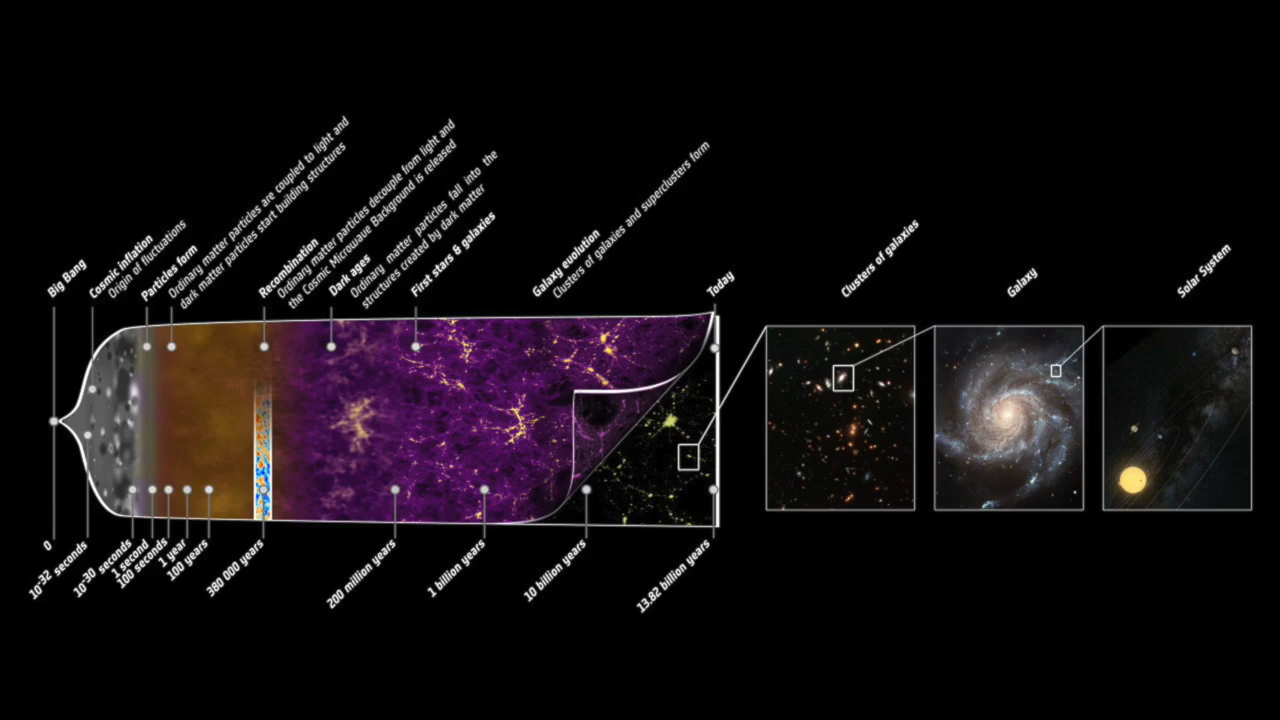 Big Bang
Cosmic inflation
Origin of fluctuations
Particles form
Ordinary matter particles are coupled to light and
dark matter particles start building structures
Recombination
Ordinary matter particles decouple from light and
the Cosmic Microwave Background is released
Dark ages
Ordinary matter particles fall into the
structures created by dark matter
First stars & galaxies
Galaxy evolution
Clusters of galaxies and superclusters form
Today
Clusters of galaxies
Galaxy
Solar System
0
10-32 seconds
10-30 seconds
1 second
100 seconds
1 year
100 years
380 000 years
200 million years
1 billion years
10 billion years
13.82 billion years